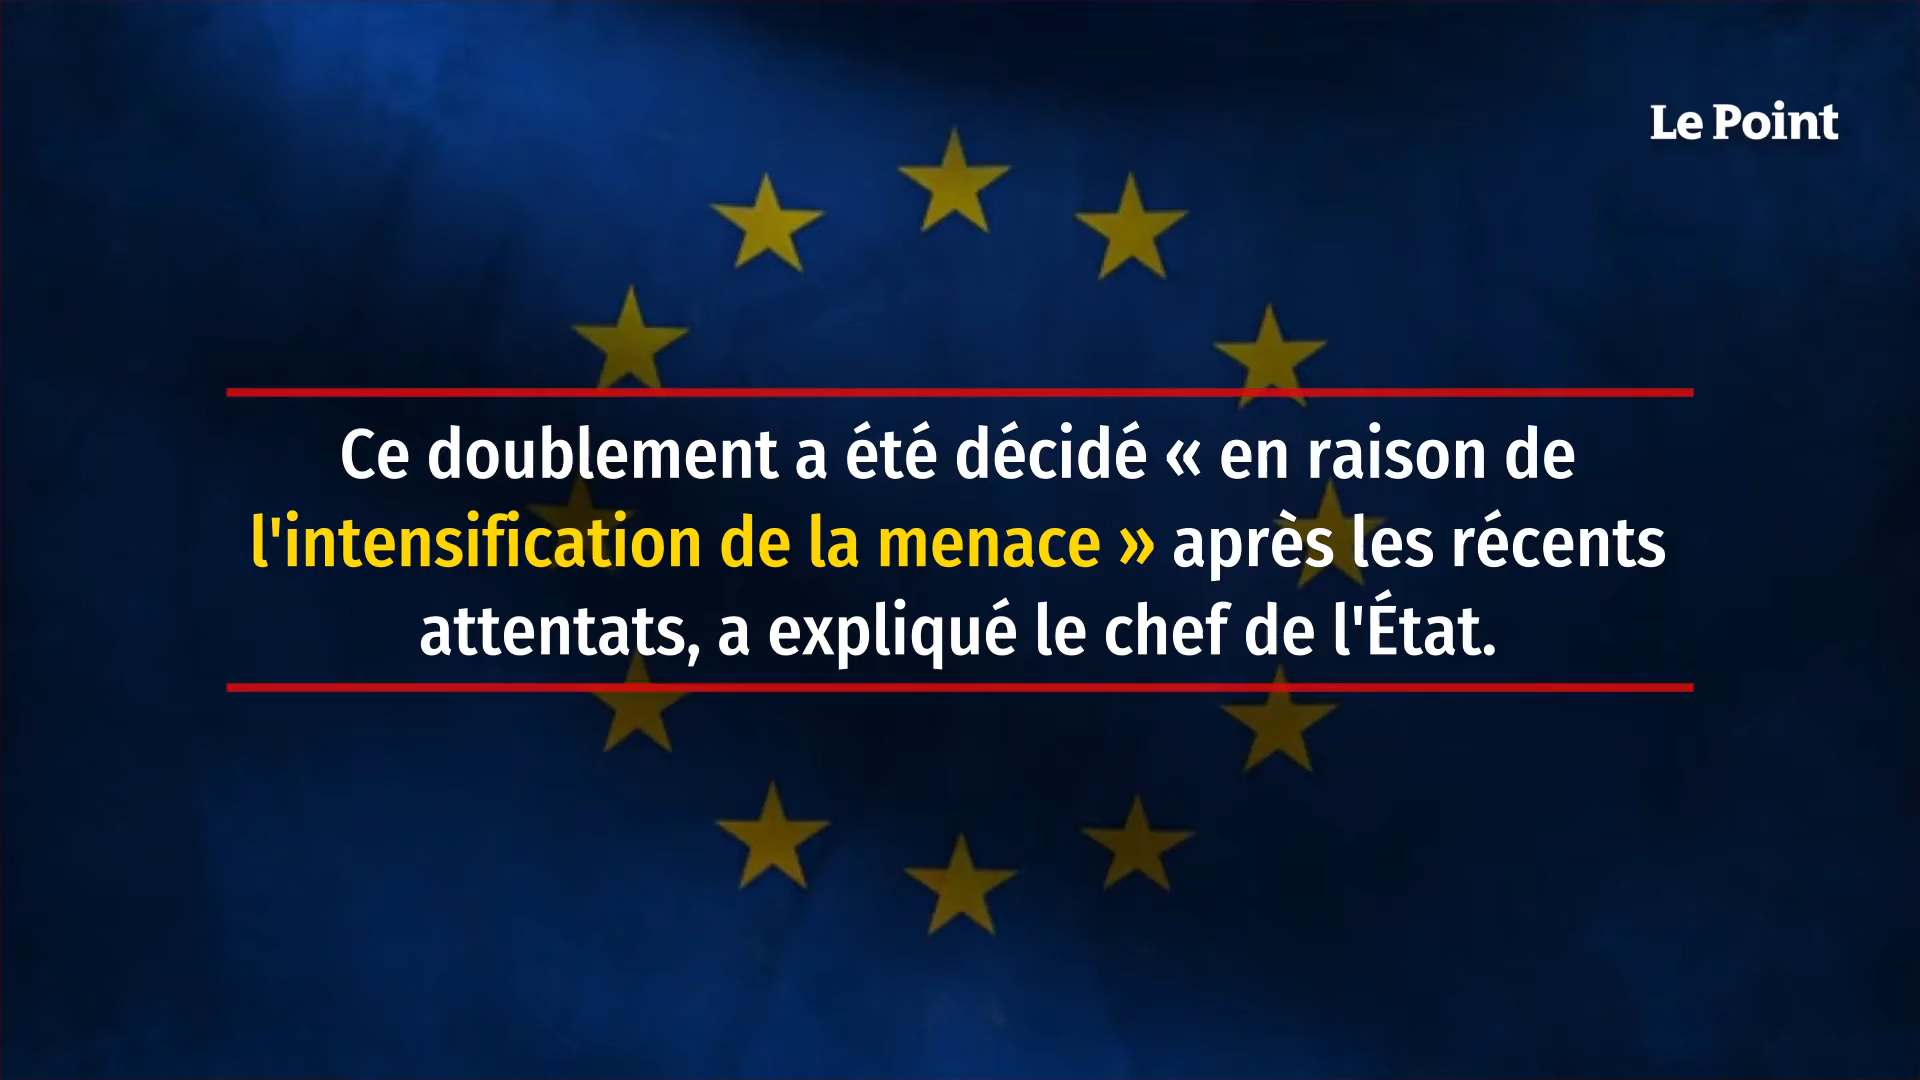 Le Point
Ce doublement a été décidé « en raison de
l'intensification de la menace » après les récents
attentats, a expliqué le chef de l'État.